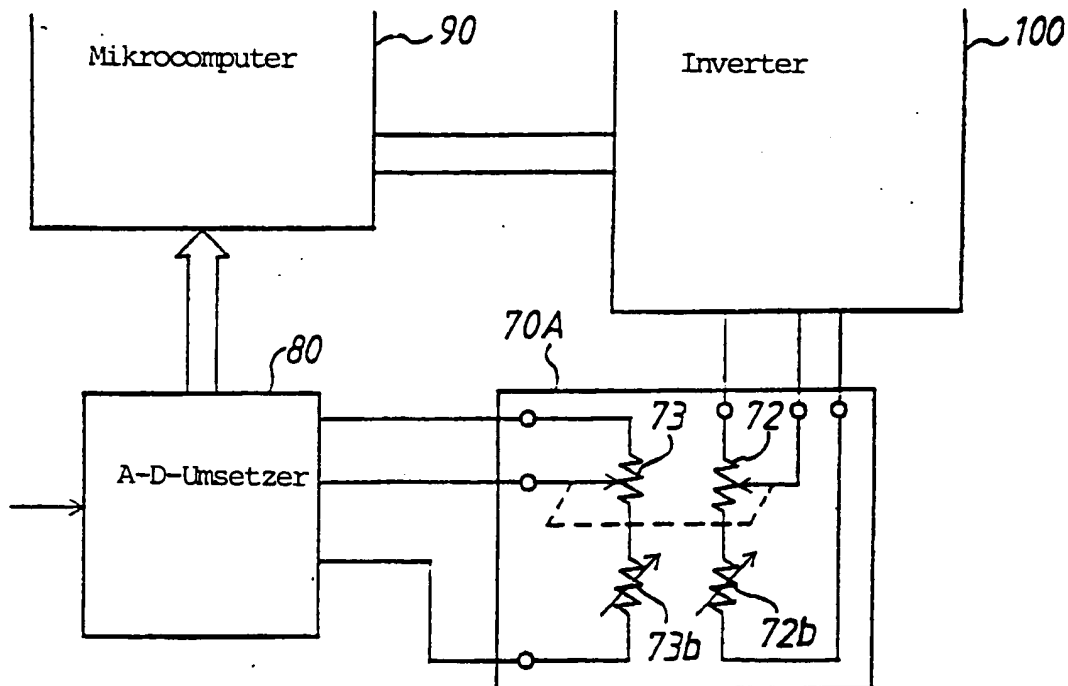 90
100
Mikrocomputer
Inverter
70A
80
73
72
A-D-Umsetzer
73b
72b